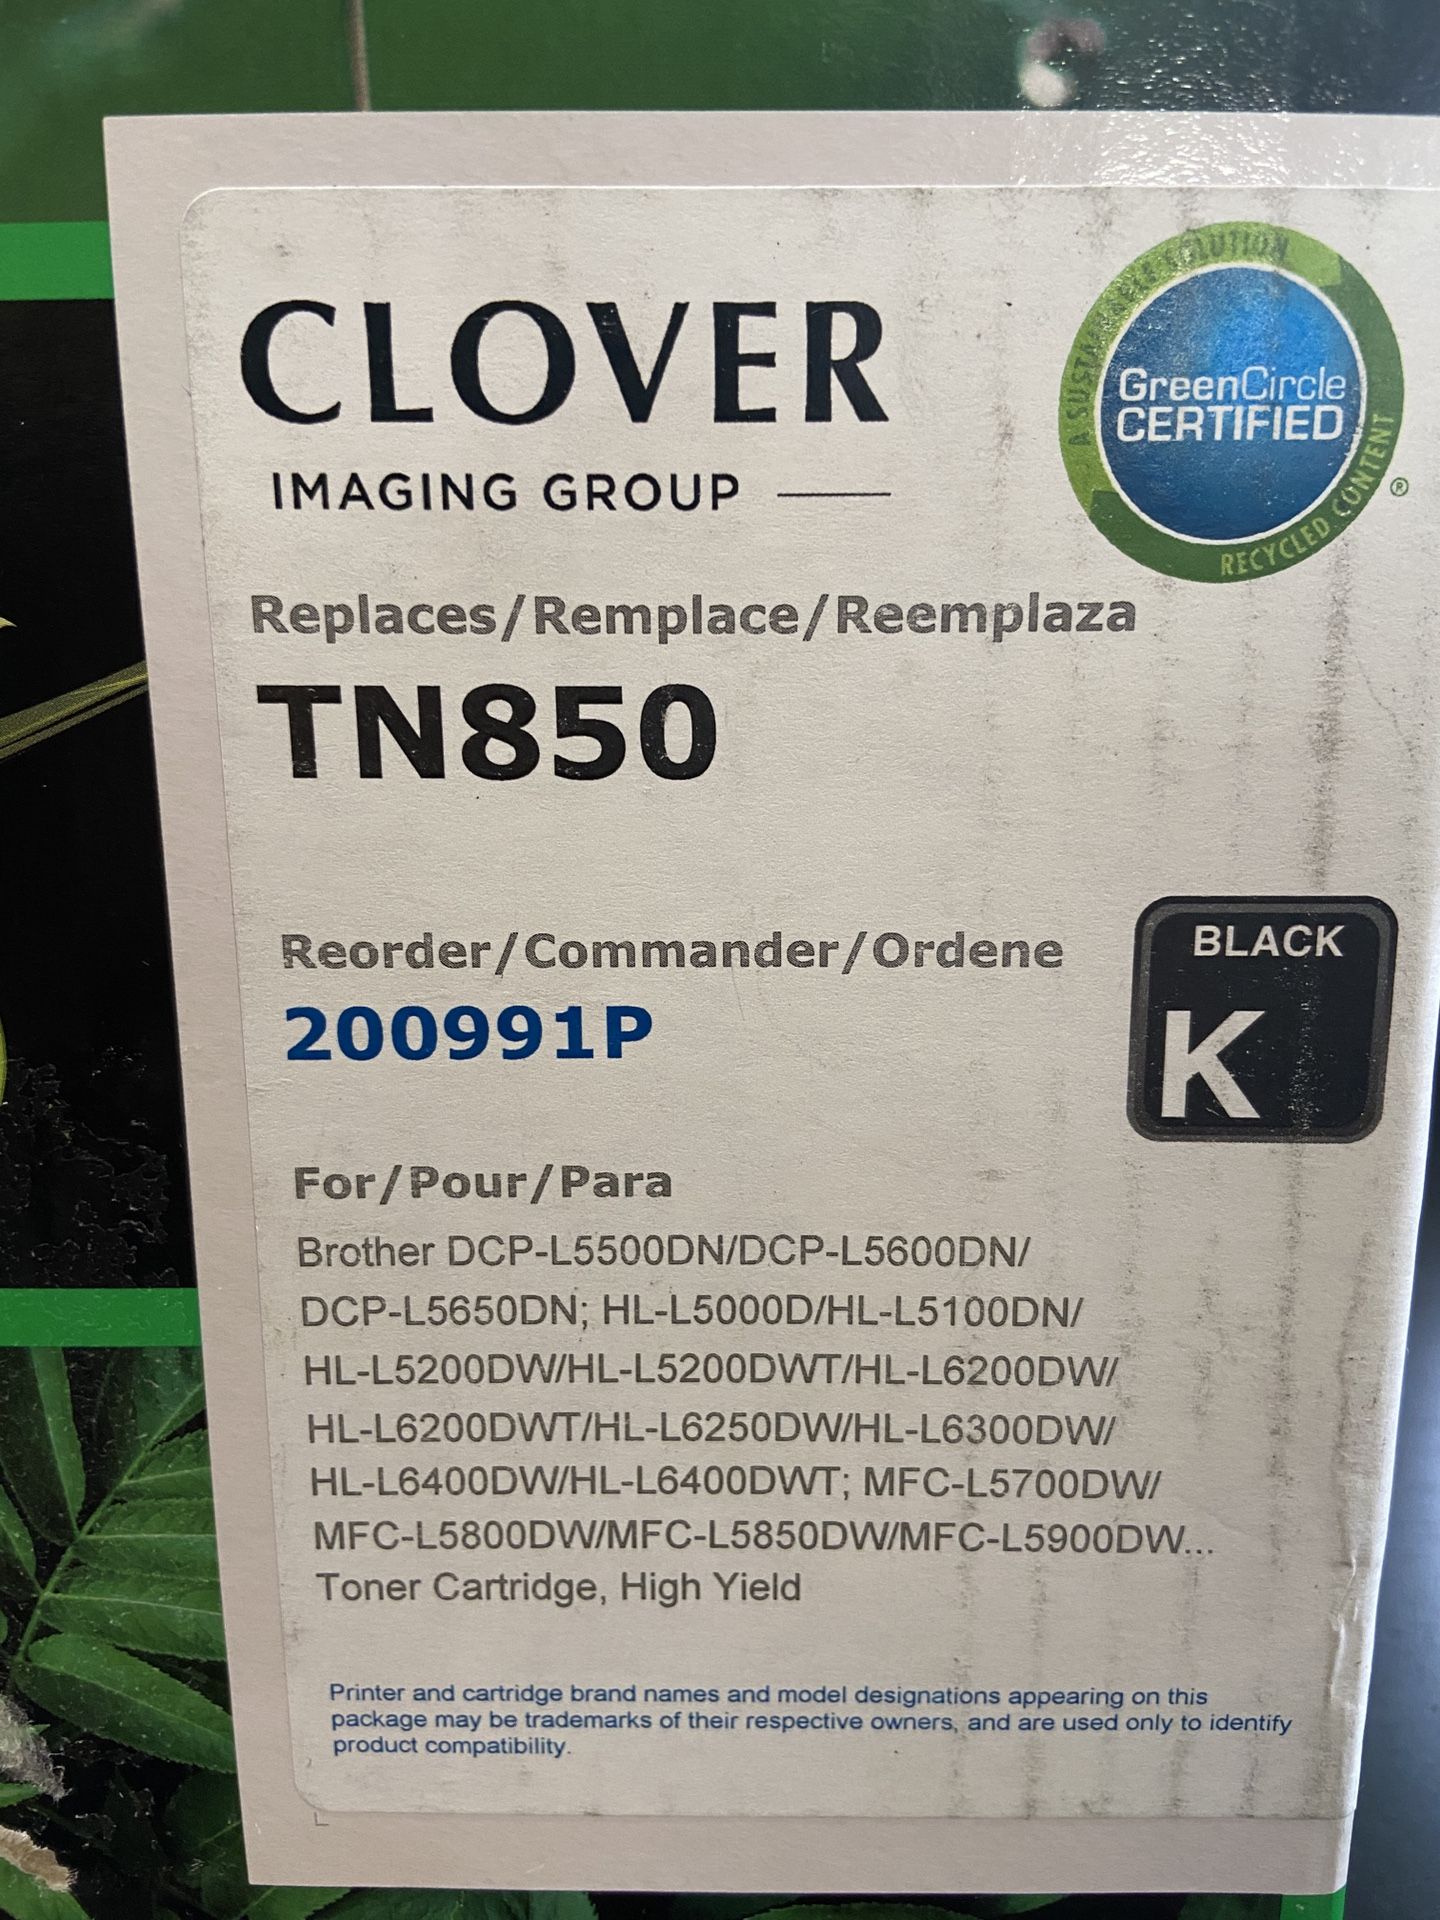 CLOVER
IMAGING GROUP
A SUSTAINABLE SOLUTION
GreenCircle
CERTIFIED
RECYCLED CONTENT
®
Replaces/Remplace/Reemplaza
TN850
Reorder/Commander/Ordene
200991P
BLACK
K
For/Pour/Para
Brother DCP-L5500DN/DCP-L5600DN/
DCP-L5650DN; HL-L5000D/HL-L5100DN/
HL-L5200DW/HL-L5200DWT/HL-L6200DW/
HL-L6200DWT/HL-L6250DW/HL-L6300DW/
HL-L6400DW/HL-L6400DWT; MFC-L5700DW/
MFC-L5800DW/MFC-L5850DW/MFC-L5900DW...
Toner Cartridge, High Yield
Printer and cartridge brand names and model designations appearing on this
package may be trademarks of their respective owners, and are used only to identify
product compatibility.